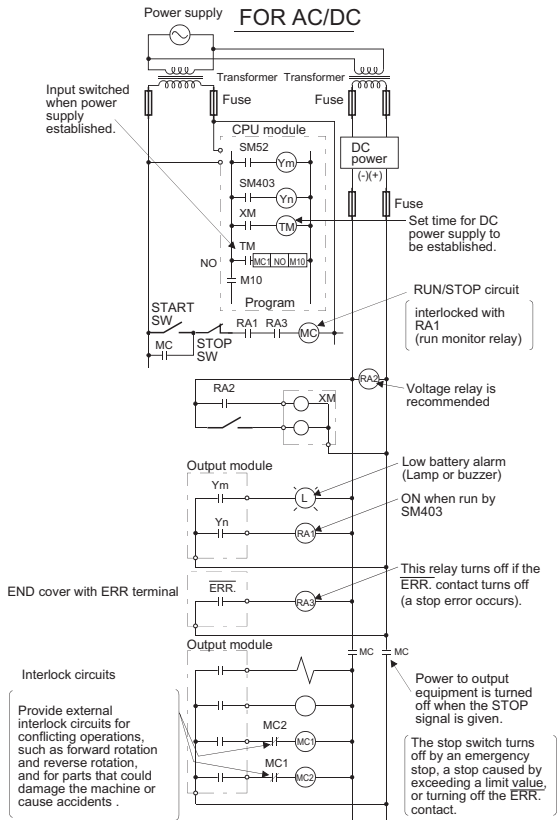 Power supply
FOR AC/DC
Transformer
Transformer
Input switched
when power
supply
established.
Fuse
Fuse
CPU module
SM52
Ym
SM403
Yn
XM
TM
TM
NO
MC1 NO M10
M10
Program
DC
power
(-)(+)
Fuse
Set time for DC
power supply to
be established.
START
SW
MC
STOP
SW
RA1
RA3
MC
RUN/STOP circuit
interlocked with
RA1
(run monitor relay)
RA2
XM
RA2
Voltage relay is
recommended
Output module
Ym
L
Low battery alarm
(Lamp or buzzer)
Yn
RA1
ON when run by
SM403
END cover with ERR terminal
ERR.
RA3
This relay turns off if the
ERR. contact turns off
(a stop error occurs).
Output module
MC
MC
Power to output
equipment is turned
off when the STOP
signal is given.
Interlock circuits
Provide external
interlock circuits for
conflicting operations,
such as forward rotation
and reverse rotation,
and for parts that could
damage the machine or
cause accidents .
MC2
MC1
MC1
MC2
The stop switch turns
off by an emergency
stop, a stop caused by
exceeding a limit value,
or turning off the ERR.
contact.